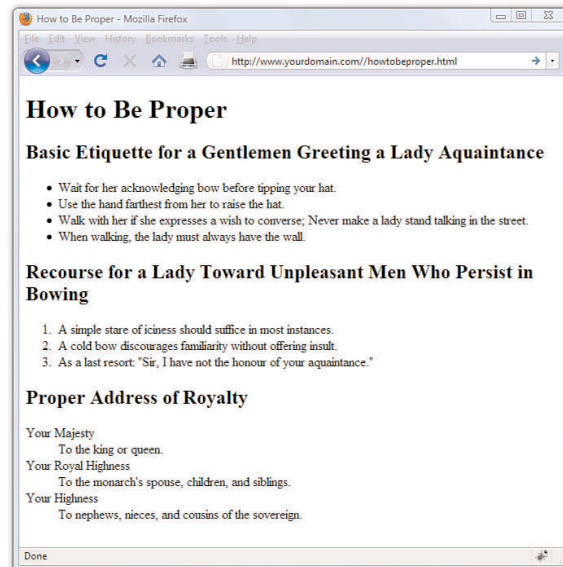 How to Be Proper - Mozilla Firefox
File Edit View History Bookmarks Tools Help
http://www.yourdomain.com//howtobeproper.html
How to Be Proper
Basic Etiquette for a Gentlemen Greeting a Lady Aquaintance
• Wait for her acknowledging bow before tipping your hat.
• Use the hand farthest from her to raise the hat.
• Walk with her if she expresses a wish to converse; Never make a lady stand talking in the street.
• When walking, the lady must always have the wall.
Recourse for a Lady Toward Unpleasant Men Who Persist in
Bowing
1. A simple stare of iciness should suffice in most instances.
2. A cold bow discourages familiarity without offering insult.
3. As a last resort: "Sir, I have not the honour of your aquaintance."
Proper Address of Royalty
Your Majesty
To the king or queen.
Your Royal Highness
To the monarch's spouse, children, and siblings.
Your Highness
To nephews, nieces, and cousins of the sovereign.
Done